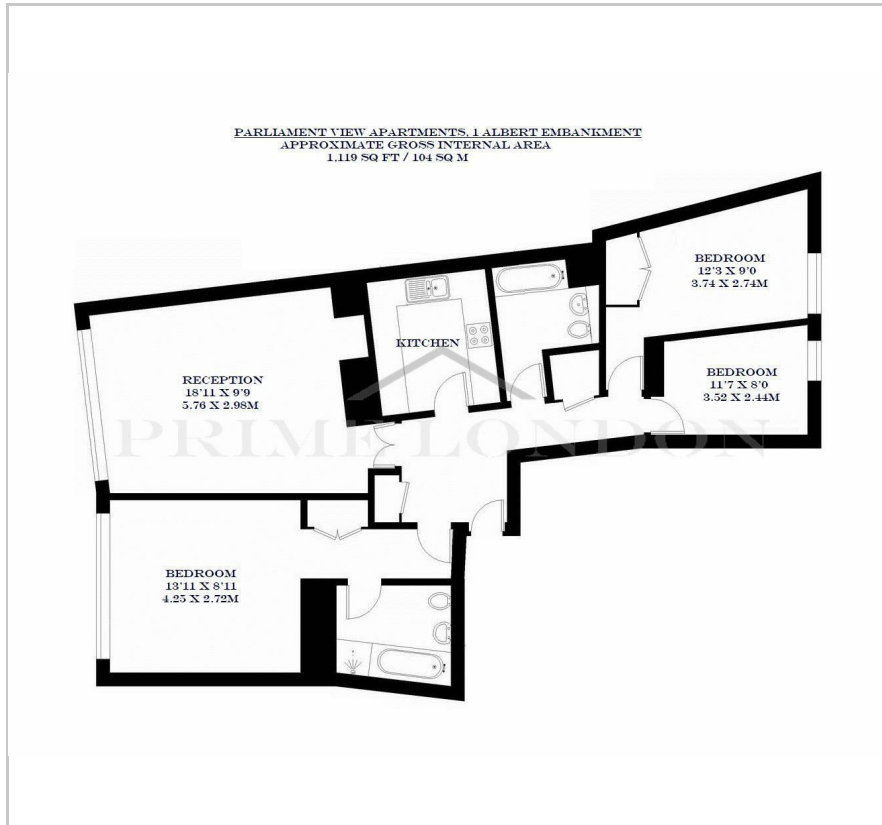 PARLIAMENT VIEW APARTMENTS, 1 ALBERT EMBANKMENT
APPROXIMATE GROSS INTERNAL AREA
1,119 SQ FT / 104 SQ M
BEDROOM
12'3 X 9'0
3.74 X 2.74M
KITCHEN
RECEPTION
18'11 X 9'9
5.76 X 2.98M
BEDROOM
11'7 X 8'0
3.52 X 2.44M
PRIME LONDON
BEDROOM
13'11 X 8'11
4.25 X 2.72M